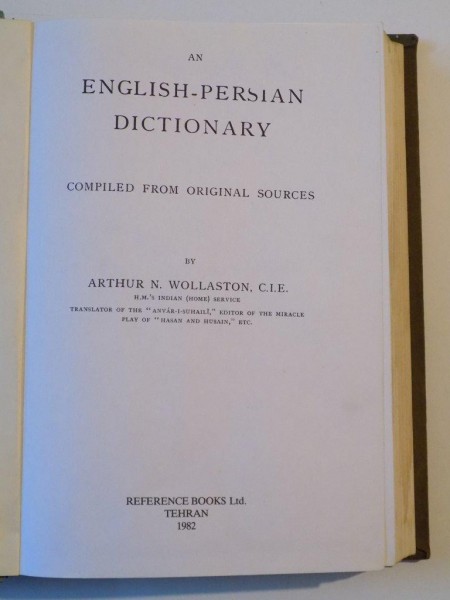 AN
ENGLISH-PERSIAN
DICTIONARY
COMPILED FROM ORIGINAL SOURCES
BY
ARTHUR N. WOLLASTON, C.I.E.
H.M.'S INDIAN (HOME) SERVICE
TRANSLATOR OF THE "ANVÁR-I-SUHAILÍ," EDITOR OF THE MIRACLE
PLAY OF "HASAN AND HUSAIN," ETC.
REFERENCE BOOKS Ltd.
TEHRAN
1982